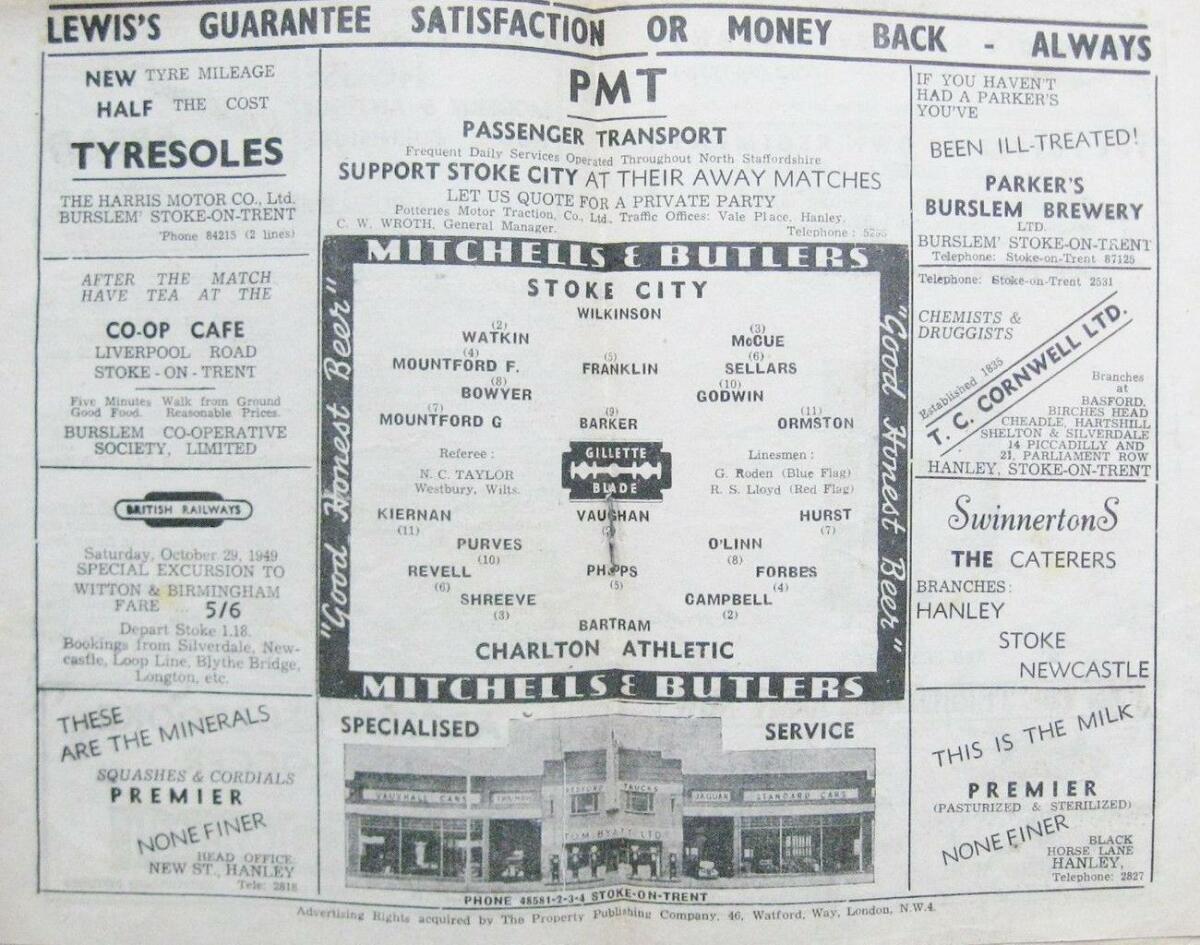 LEWIS'S GUARANTEE SATISFACTION OR MONEY BACK - ALWAYS
NEW TYRE MILEAGE
HALF THE COST
TYRESOLES
THE HARRIS MOTOR CO., Ltd.
BURSLEM' STOKE-ON-TRENT
'Phone 84215 (2 lines)
AFTER THE MATCH
HAVE TEA AT THE
CO-OP CAFE
LIVERPOOL ROAD
STOKE - ON - TRENT
Five Minutes Walk from Ground
Good Food. Reasonable Prices.
BURSLEM CO-OPERATIVE
SOCIETY, LIMITED
BRITISH RAILWAYS
Saturday, October 29, 1949
SPECIAL EXCURSION TO
WITTON & BIRMINGHAM
FARE ... 5/6
Depart Stoke 1.18.
Bookings from Silverdale, New-
castle, Loop Line, Blythe Bridge,
Longton, etc.
THESE
ARE THE MINERALS
SQUASHES & CORDIALS
PREMIER
NONE FINER
HEAD OFFICE
NEW ST., HANLEY
Tele: 2818
PMT
PASSENGER TRANSPORT
Frequent Daily Services Operated Throughout North Staffordshire
SUPPORT STOKE CITY AT THEIR AWAY MATCHES
LET US QUOTE FOR A PRIVATE PARTY
Potteries Motor Traction, Co., Ltd., Traffic Offices: Vale Place, Hanley.
C. W. WROTH, General Manager. Telephone:
MITCHELLS & BUTLERS
"Good Honest Beer"
STOKE CITY
WILKINSON
(2) (3)
WATKIN McCUE
(4) (5) (6)
MOUNTFORD F. FRANKLIN SELLARS
(8) (10)
BOWYER GODWIN
(7) (9) (11)
MOUNTFORD G BARKER ORMSTON
Referee : Linesmen :
N. C. TAYLOR G. Roden (Blue Flag)
Westbury, Wilts. R. S. Lloyd (Red Flag)
GILLETTE
BLADE
KIERNAN VAUGHAN HURST
(11) (7)
PURVES O'LINN
(10) (8)
REVELL PHIPPS FORBES
(6) (5) (4)
SHREEVE CAMPBELL
(3) (2)
BARTRAM
CHARLTON ATHLETIC
"Good Honest Beer"
MITCHELLS & BUTLERS
SPECIALISED SERVICE
VAUXHALL CARS TRIUMPH BEDFORD TRUCKS JAGUAR STANDARD CARS
TOM BYATT LTD
PHONE 48581-2-3-4 STOKE-ON-TRENT
IF YOU HAVEN'T
HAD A PARKER'S
YOU'VE
BEEN ILL-TREATED!
PARKER'S
BURSLEM BREWERY
LTD.
BURSLEM' STOKE-ON-TRENT
Telephone: Stoke-on-Trent 87125
Telephone: Stoke-on-Trent 2531
CHEMISTS &
DRUGGISTS
Established 1835
T. C. CORNWELL LTD.
Branches
at
BASFORD,
BIRCHES HEAD
CHEADLE, HARTSHILL
SHELTON & SILVERDALE
14 PICCADILLY AND
21, PARLIAMENT ROW
HANLEY, STOKE-ON-TRENT
SwinnertonS
THE CATERERS
BRANCHES:
HANLEY
STOKE
NEWCASTLE
THIS IS THE MILK
PREMIER
(PASTURIZED & STERILIZED)
NONE FINER
BLACK
HORSE LANE
HANLEY,
Telephone: 2827
Advertising Rights acquired by The Property Publishing Company, 46, Watford, Way, London, N.W.4.